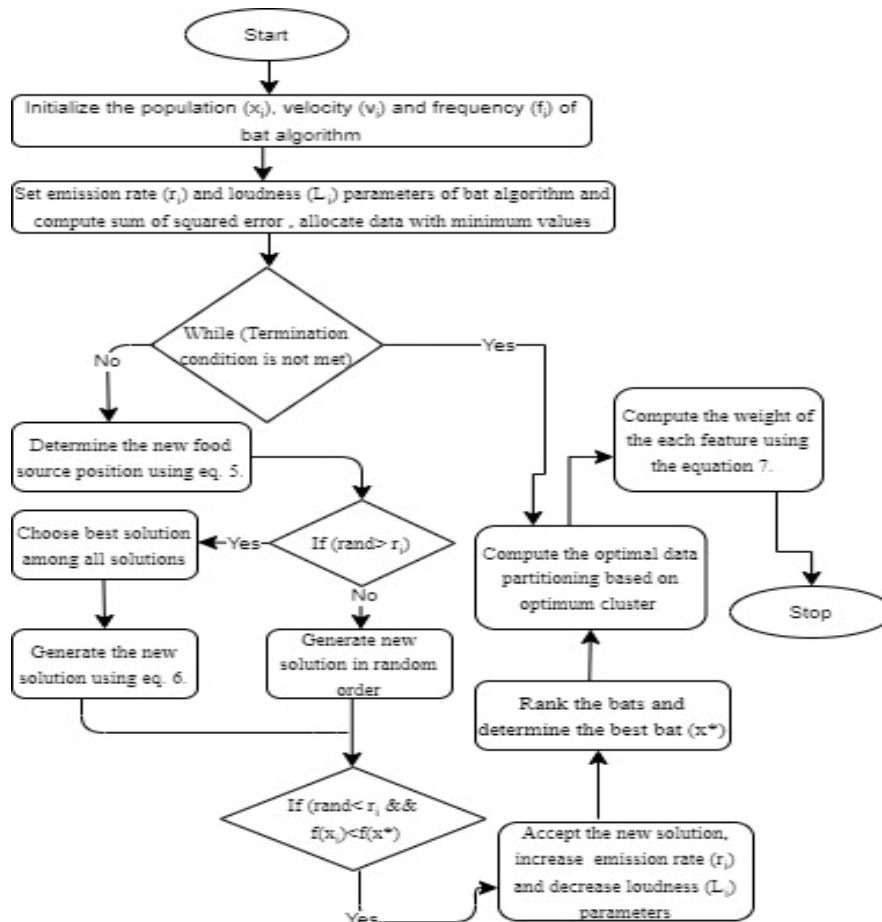 Start
Initialize the population (xi), velocity (vi) and frequency (fi) of
bat algorithm
Set emission rate (ri) and loudness (Li) parameters of bat algorithm and
compute sum of squared error , allocate data with minimum values
While (Termination
condition is not met)
No
Yes
Determine the new food
source position using eq. 5.
Compute the weight of
the each feature using
the equation 7.
Choose best solution
among all solutions
Yes
If (rand> ri)
No
Compute the optimal data
partitioning based on
optimum cluster
Stop
Generate the new
solution using eq. 6.
Generate new
solution in random
order
Rank the bats and
determine the best bat (x*)
If (rand< ri &&
f(xi)<f(x*)
Accept the new solution,
increase emission rate (ri)
and decrease loudness (Li)
parameters
Yes